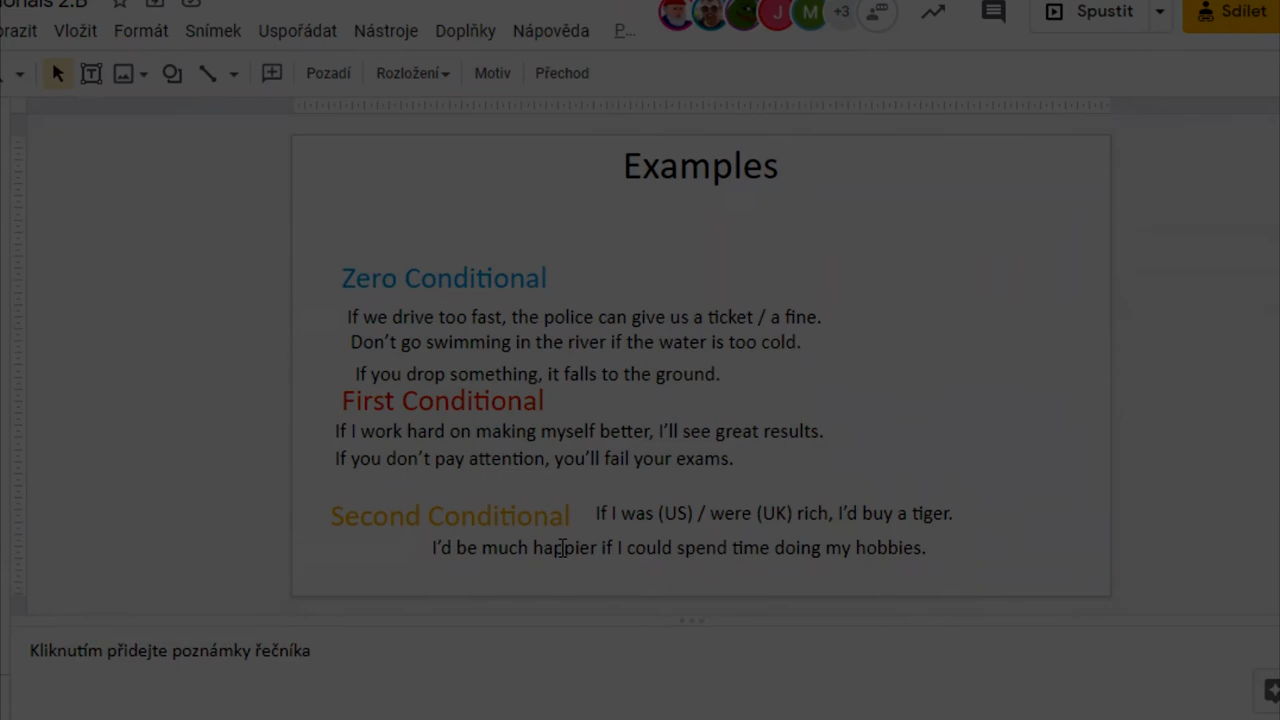 2.B
Vložit Formát Snímek Uspořádat Nástroje Doplňky Nápověda P...
J M +3 Spustit Sdílet
Pozadí Rozložení Motiv Přechod
Examples
Zero Conditional
If we drive too fast, the police can give us a ticket / a fine.
Don't go swimming in the river if the water is too cold.
If you drop something, it falls to the ground.
First Conditional
If I work hard on making myself better, I'll see great results.
If you don't pay attention, you'll fail your exams.
Second Conditional If I was (US) / were (UK) rich, I'd buy a tiger.
I'd be much happier if I could spend time doing my hobbies.
Kliknutím přidejte poznámky řečníka